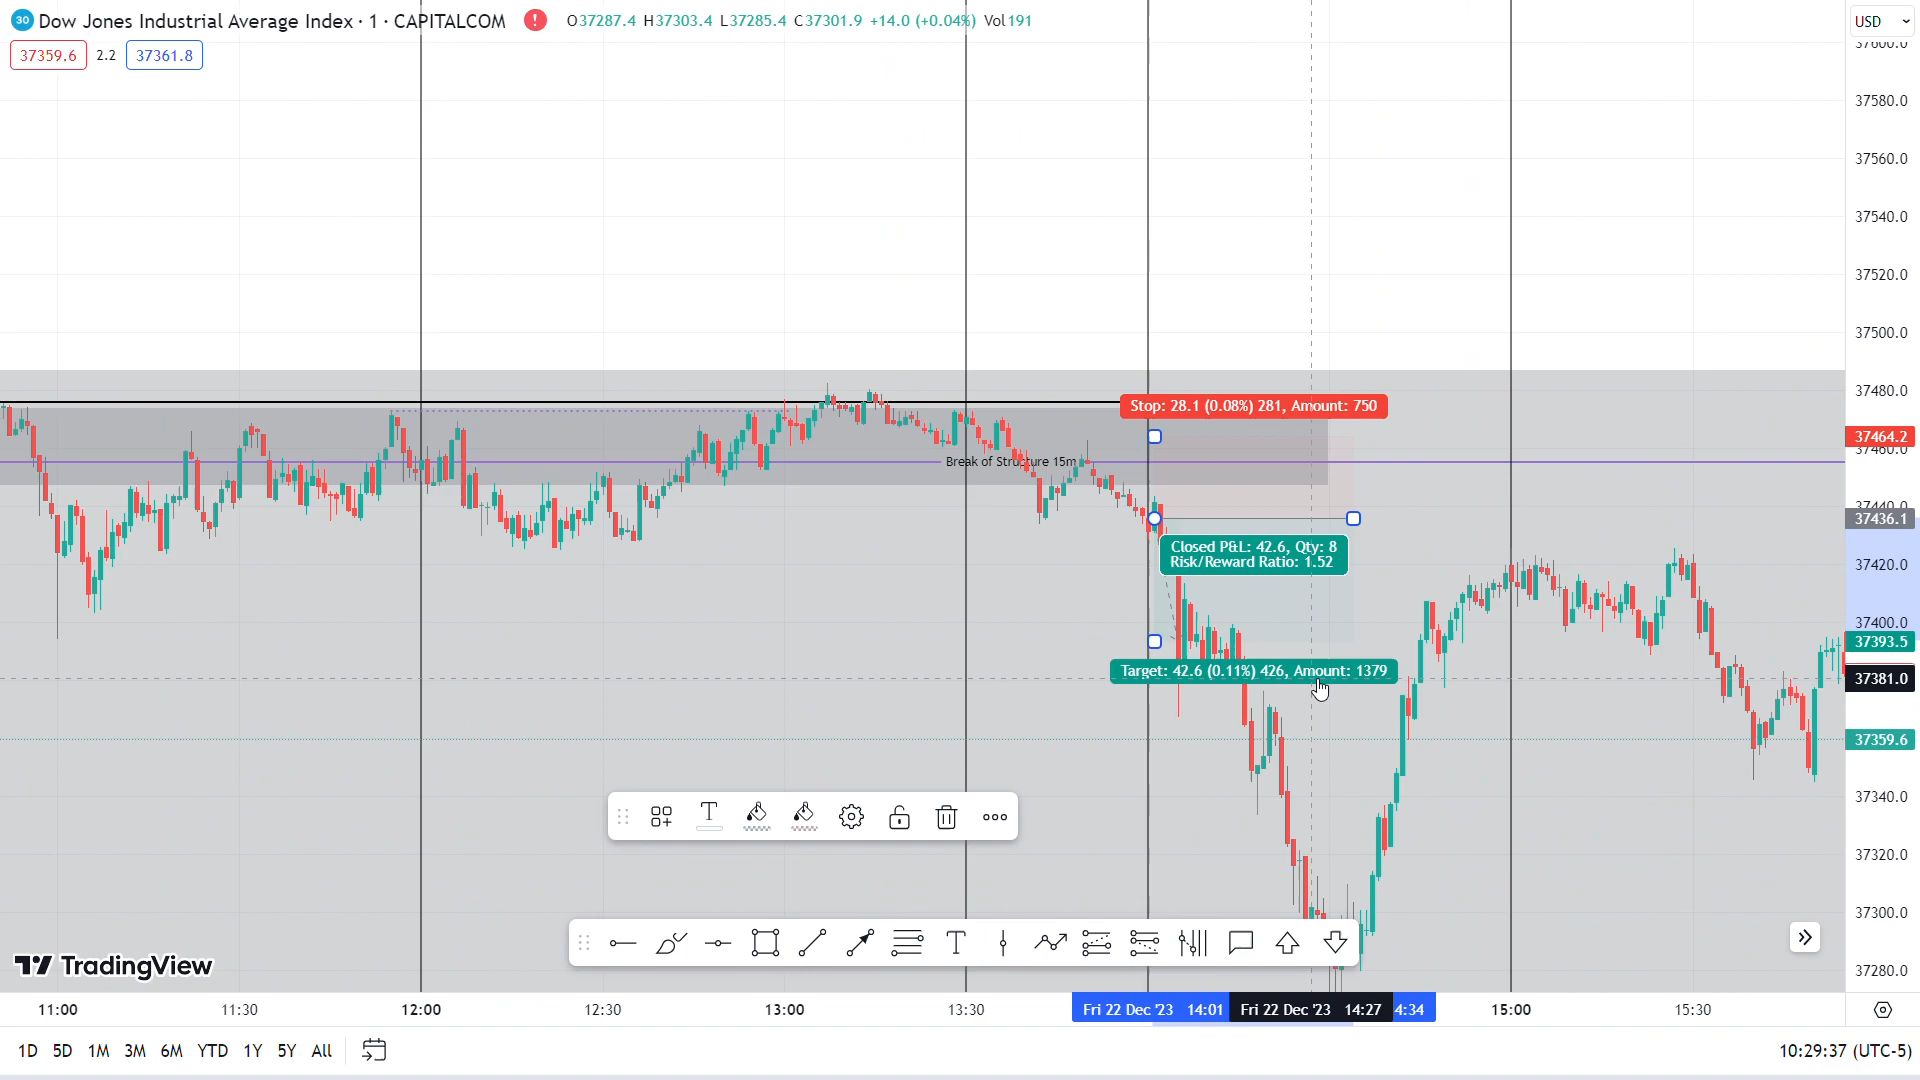 30 Dow Jones Industrial Average Index · 1 · CAPITALCOM ! O37287.4 H37303.4 L37285.4 C37301.9 +14.0 (+0.04%) Vol191
USD
37359.6 2.2 37361.8
37600.0
37580.0
37560.0
37540.0
37520.0
37500.0
37480.0
Stop: 28.1 (0.08%) 281, Amount: 750
37464.2
37460.0
Break of Structure 15m
37440.0
37436.1
Closed P&L: 42.6, Qty: 8
Risk/Reward Ratio: 1.52
37420.0
37400.0
37393.5
Target: 42.6 (0.11%) 426, Amount: 1379
37381.0
37359.6
37340.0
37320.0
37300.0
37280.0
TradingView
11:00 11:30 12:00 12:30 13:00 13:30 Fri 22 Dec '23 14:01 Fri 22 Dec '23 14:27 4:34 15:00 15:30
1D 5D 1M 3M 6M YTD 1Y 5Y All 10:29:37 (UTC-5)